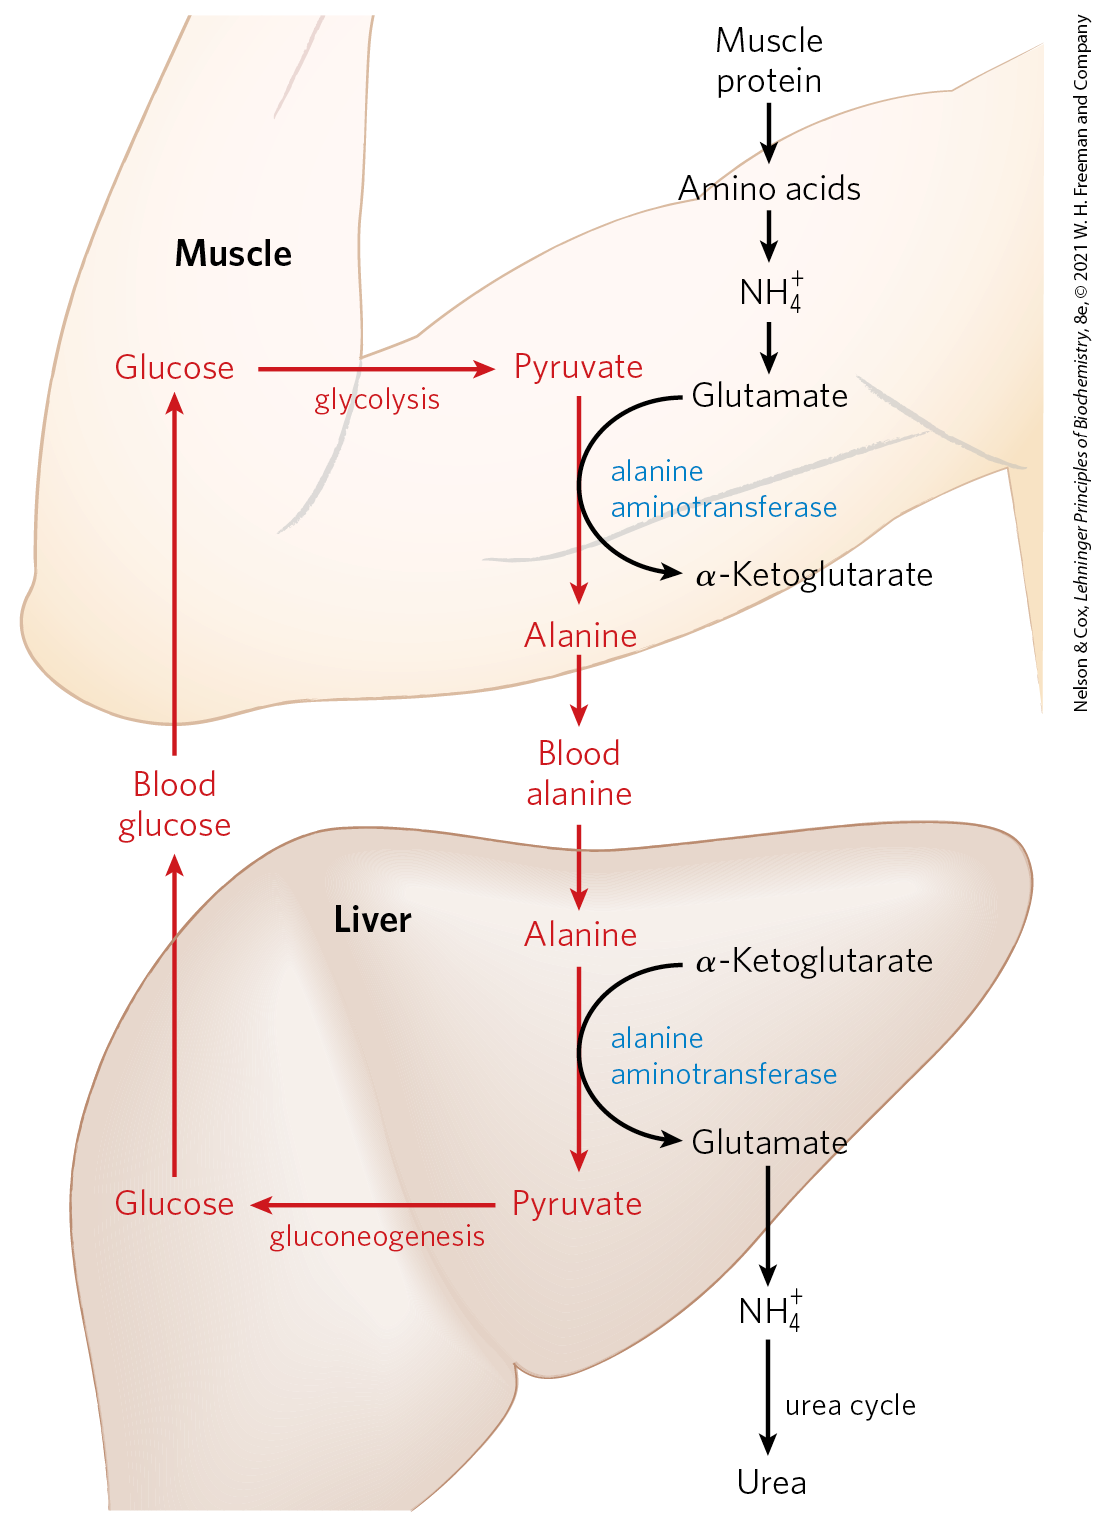 Muscle
protein
Amino acids
NH₄⁺
Muscle
Glucose
glycolysis
Pyruvate
Glutamate
alanine
aminotransferase
α-Ketoglutarate
Alanine
Blood
alanine
Blood
glucose
Liver
Alanine
α-Ketoglutarate
alanine
aminotransferase
Glutamate
Pyruvate
gluconeogenesis
Glucose
NH₄⁺
urea cycle
Urea
Nelson & Cox, Lehninger Principles of Biochemistry, 8e, © 2021 W. H. Freeman and Company